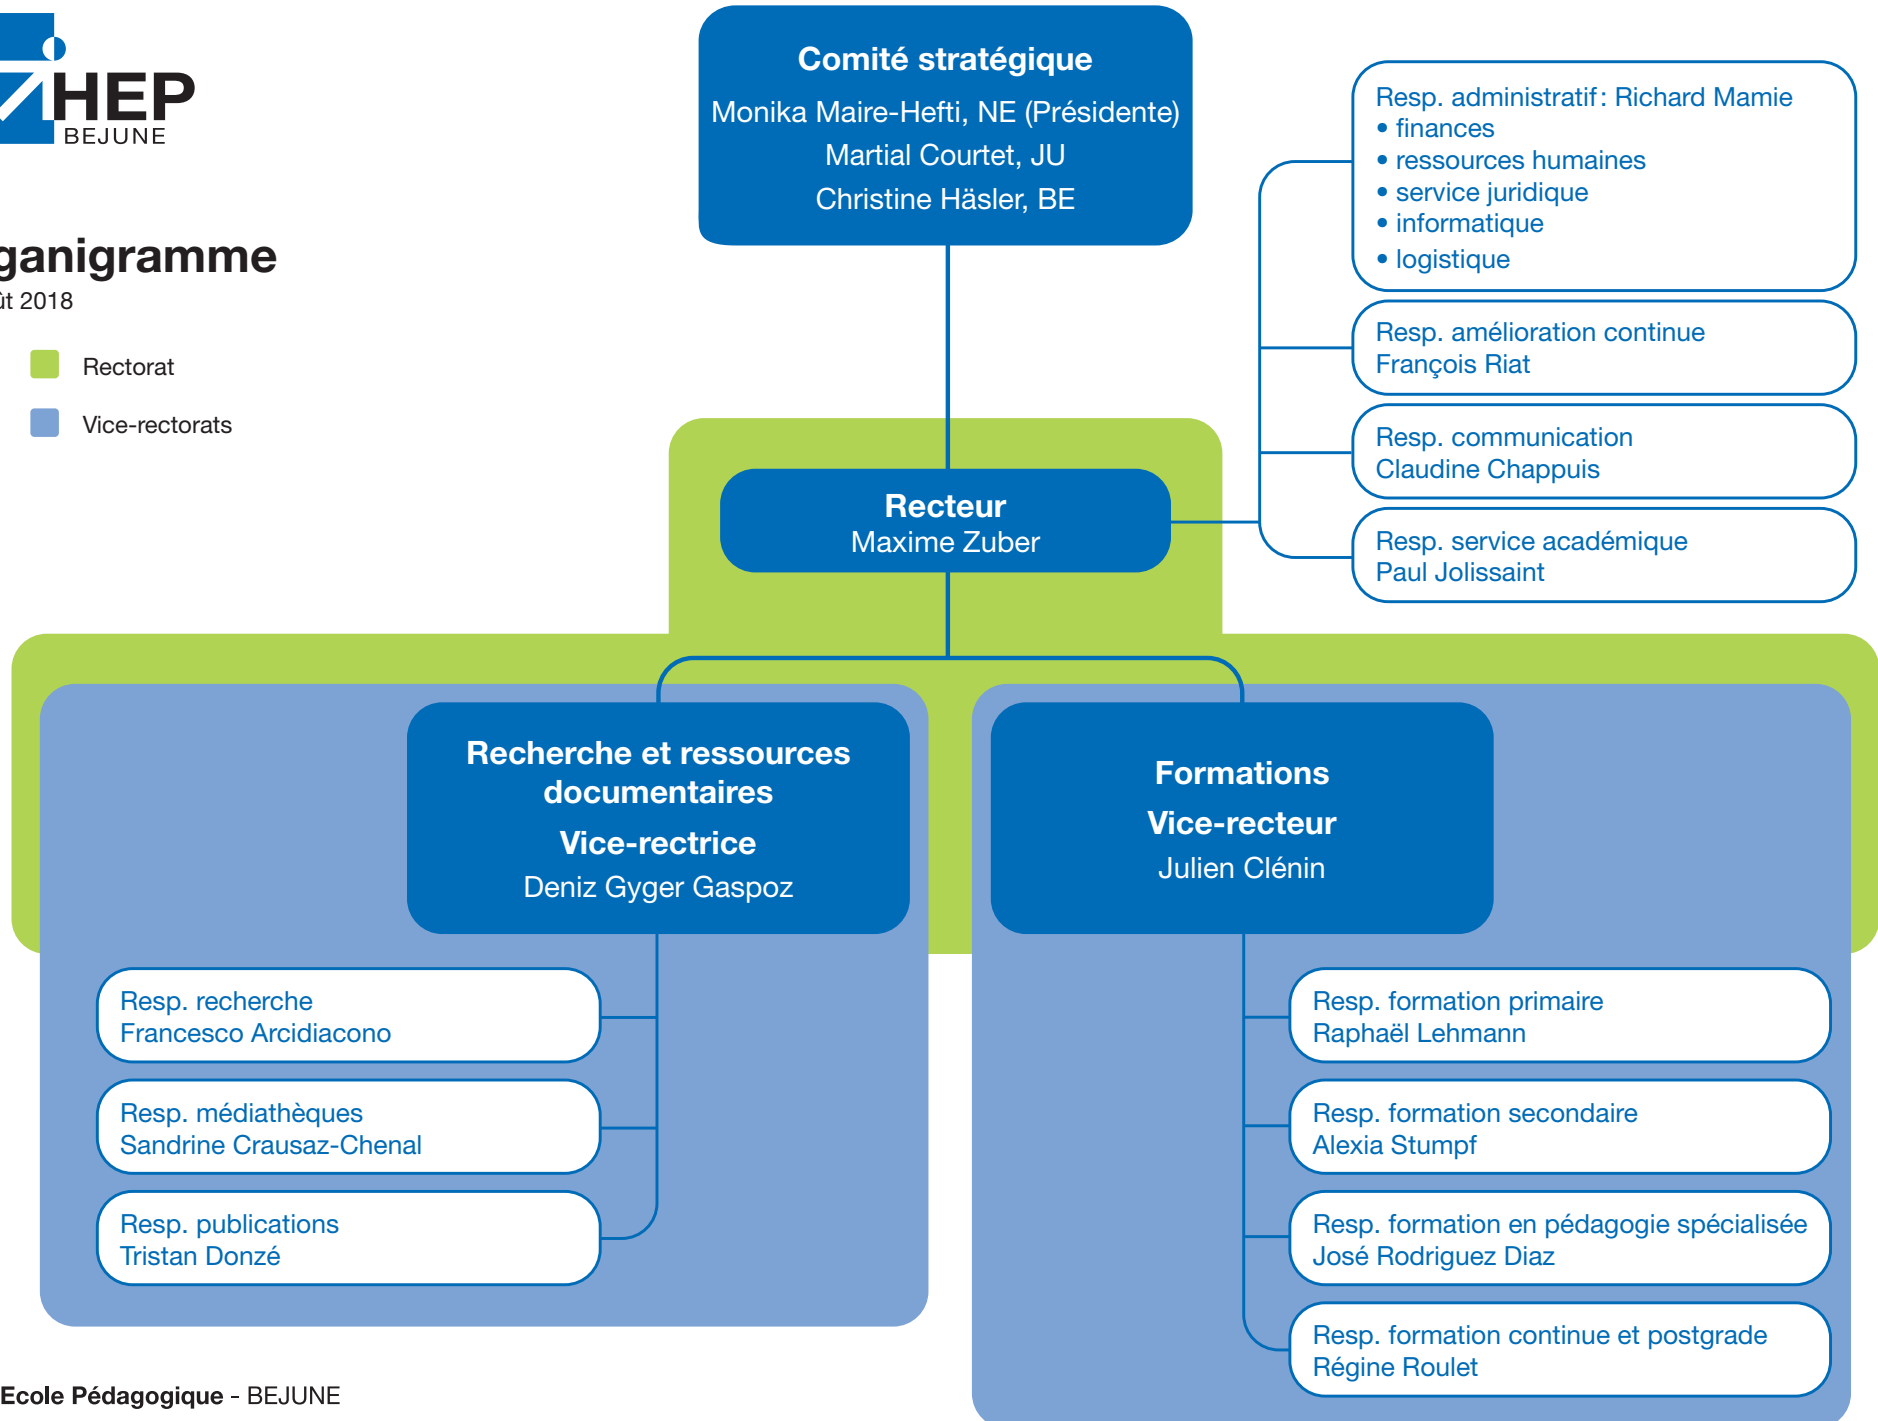 HEP
BEJUNE
ganigramme
ût 2018
Rectorat
Vice-rectorats
Comité stratégique
Monika Maire-Hefti, NE (Présidente)
Martial Courtet, JU
Christine Häsler, BE
Resp. administratif: Richard Mamie
• finances
• ressources humaines
• service juridique
• informatique
• logistique
Resp. amélioration continue
François Riat
Resp. communication
Claudine Chappuis
Resp. service académique
Paul Jolissaint
Recteur
Maxime Zuber
Recherche et ressources
documentaires
Vice-rectrice
Deniz Gyger Gaspoz
Resp. recherche
Francesco Arcidiacono
Resp. médiathèques
Sandrine Crausaz-Chenal
Resp. publications
Tristan Donzé
Formations
Vice-recteur
Julien Clénin
Resp. formation primaire
Raphaël Lehmann
Resp. formation secondaire
Alexia Stumpf
Resp. formation en pédagogie spécialisée
José Rodriguez Diaz
Resp. formation continue et postgrade
Régine Roulet
Ecole Pédagogique - BEJUNE